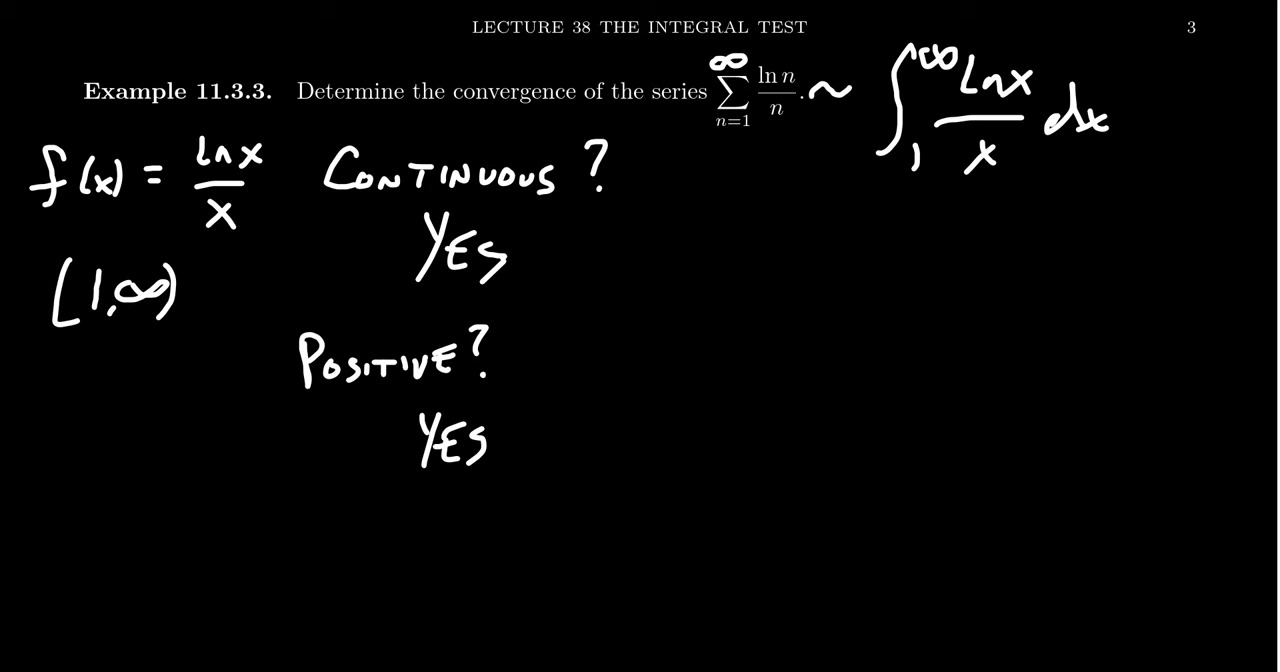 LECTURE 38 THE INTEGRAL TEST 3
Example 11.3.3. Determine the convergence of the series ∑_{n=1}^{∞} ln n / n . ~ ∫_1^∞ Ln x / x dx
f(x) = Ln x / x CONTINUOUS ?
YES
[1,∞)
POSITIVE ?
YES